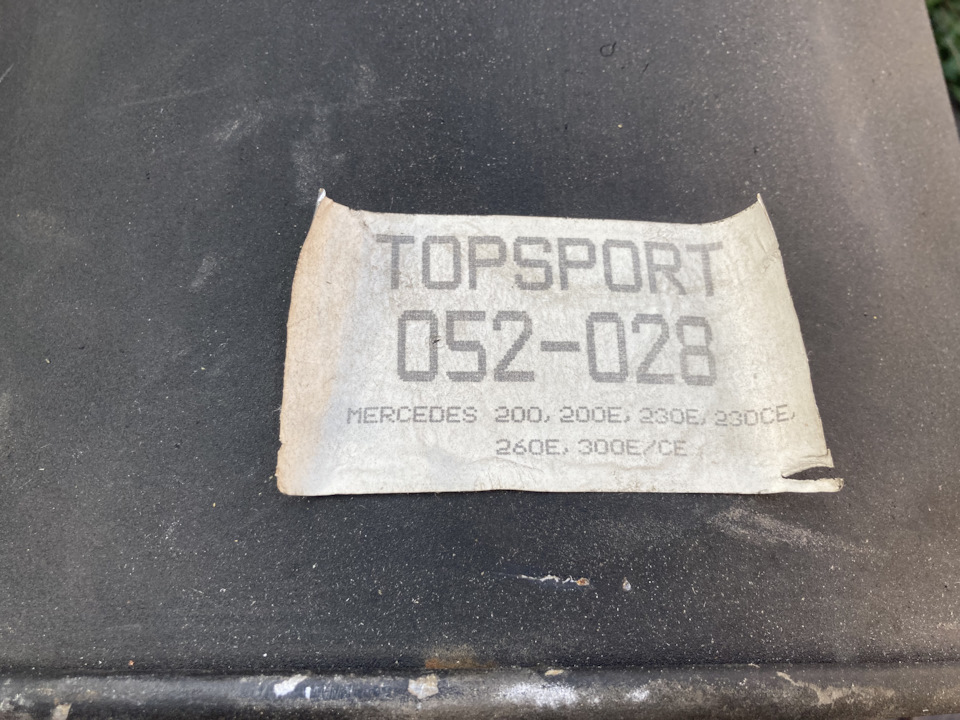 TOPSPORT
052-028
MERCEDES 200, 200E, 230E, 230CE,
260E, 300E/CE